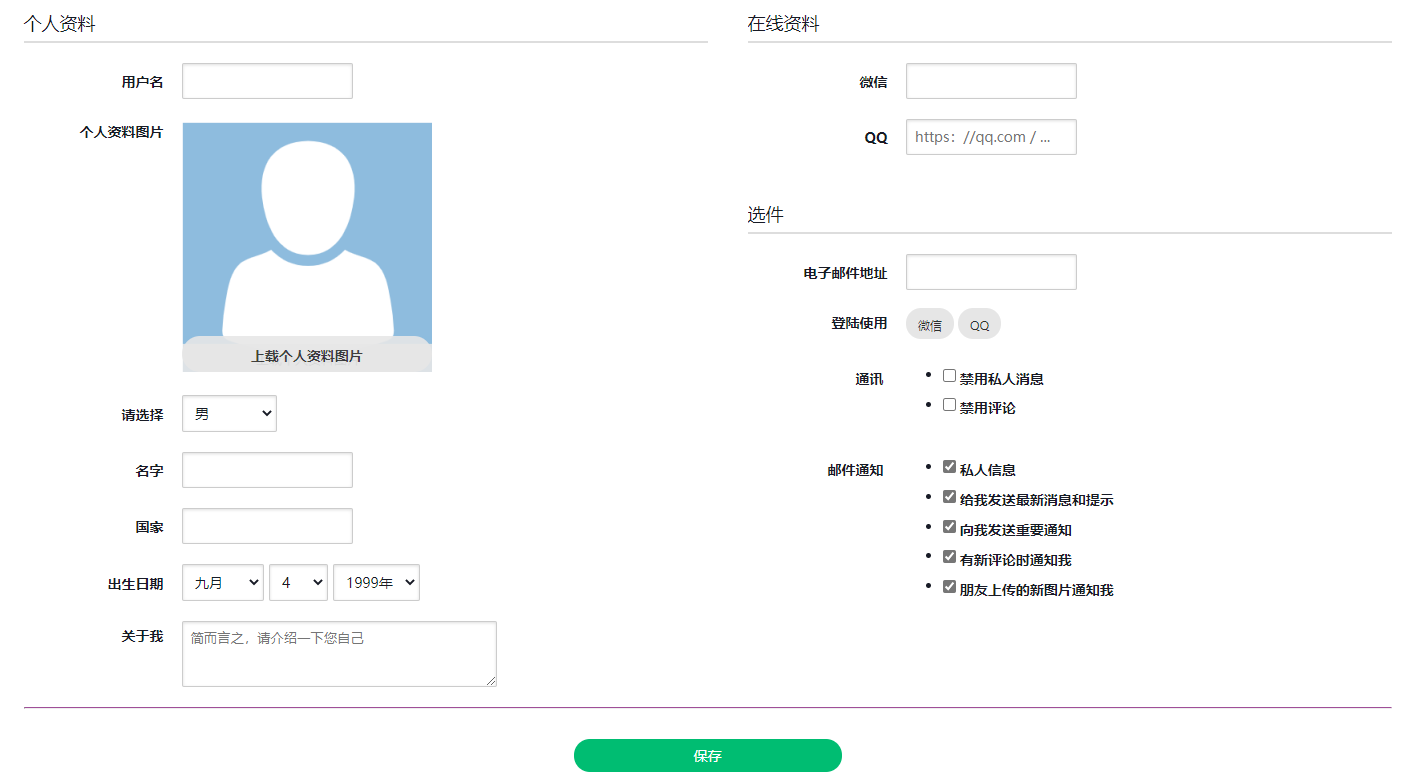 个人资料
用户名
个人资料图片
上载个人资料图片
请选择 男
名字
国家
出生日期 九月 4 1999年
关于我 简而言之，请介绍一下您自己
在线资料
微信
QQ https：//qq.com / ...
选件
电子邮件地址
登陆使用 微信 QQ
通讯 禁用私人消息
禁用评论
邮件通知 私人信息
给我发送最新消息和提示
向我发送重要通知
有新评论时通知我
朋友上传的新图片通知我
保存